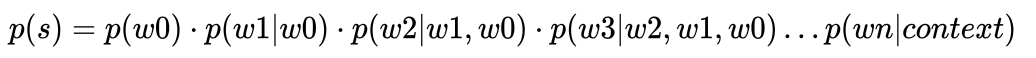 p(s) = p(w0) · p(w1|w0) · p(w2|w1, w0) · p(w3|w2, w1, w0) . . . p(wn|context)